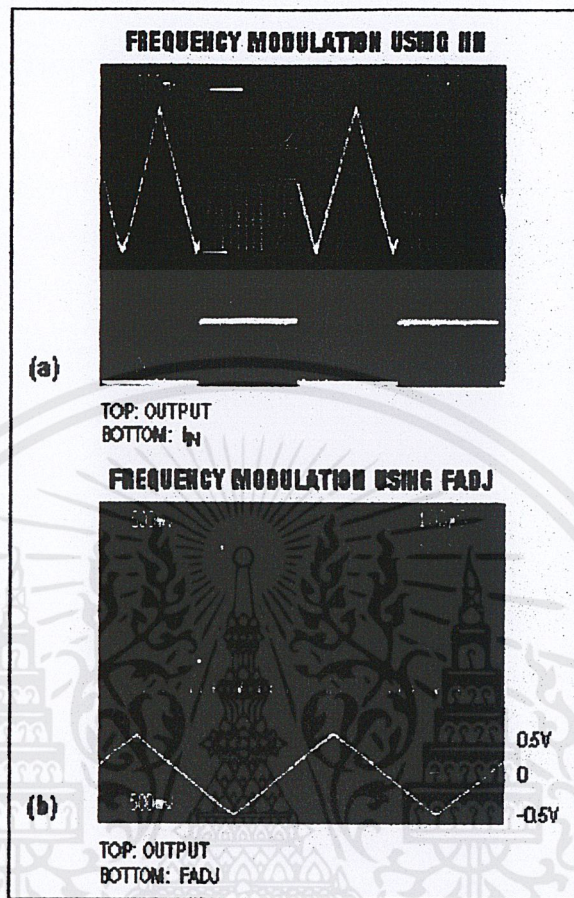 FREQUENCY MODULATION USING IIN
(a)
TOP: OUTPUT
BOTTOM: IIN
FREQUENCY MODULATION USING FADJ
500mV
0.5V
0
-0.5V
500mV
(b)
TOP: OUTPUT
BOTTOM: FADJ